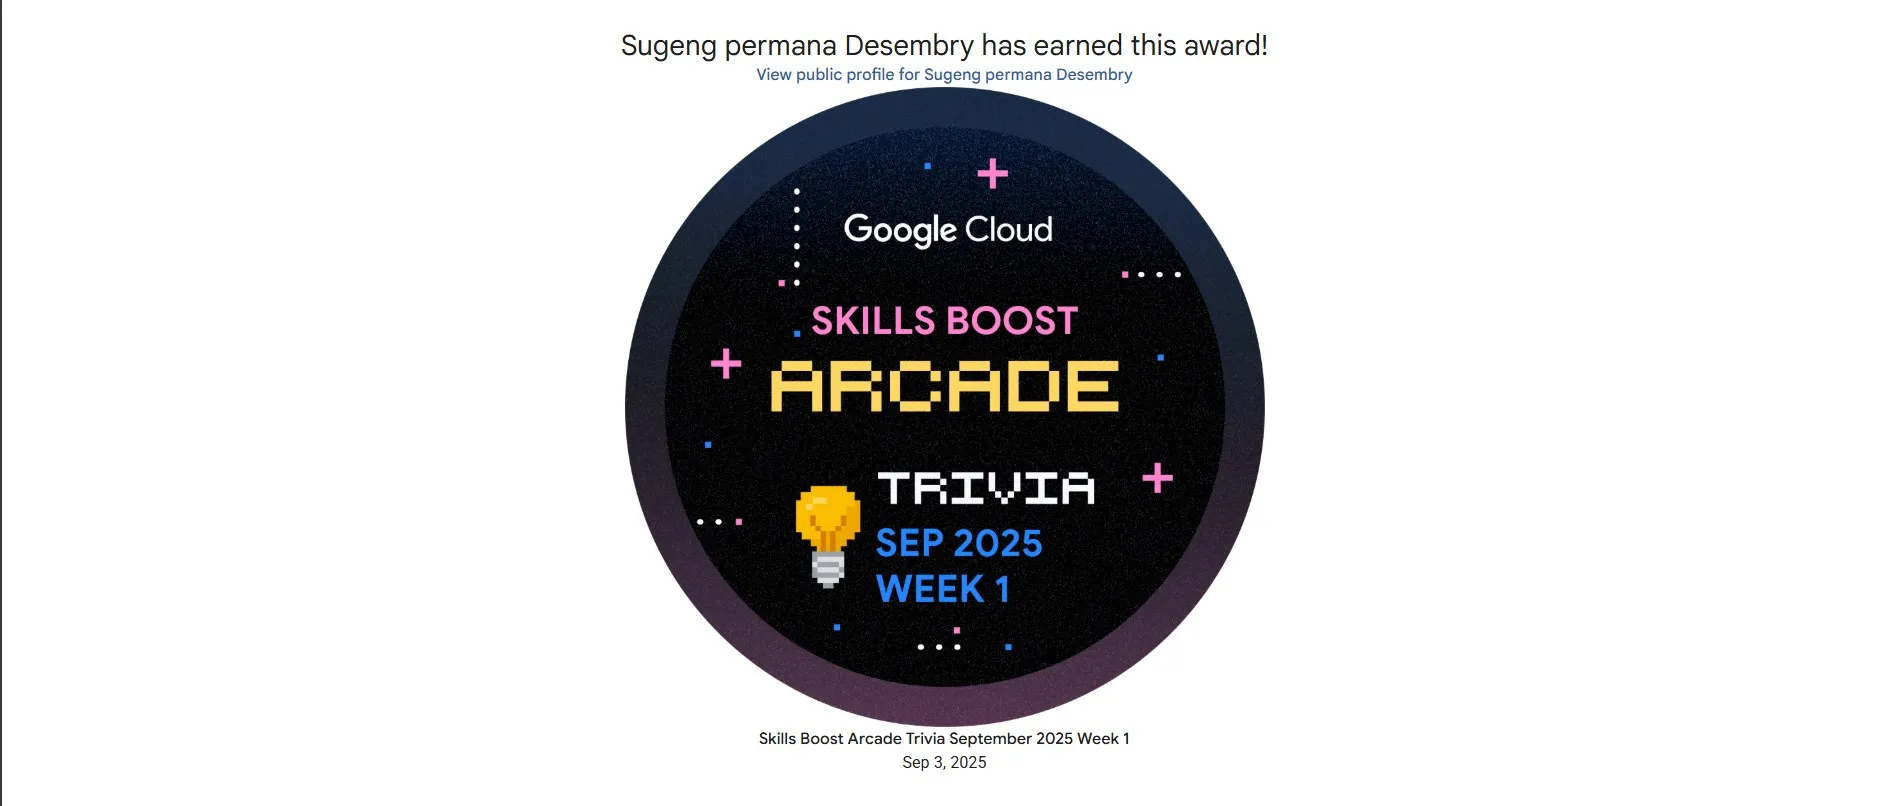 Sugeng permana Desembry has earned this award!
View public profile for Sugeng permana Desembry
Google Cloud
SKILLS BOOST
ARCADE
TRIVIA
SEP 2025
WEEK 1
Skills Boost Arcade Trivia September 2025 Week 1
Sep 3, 2025